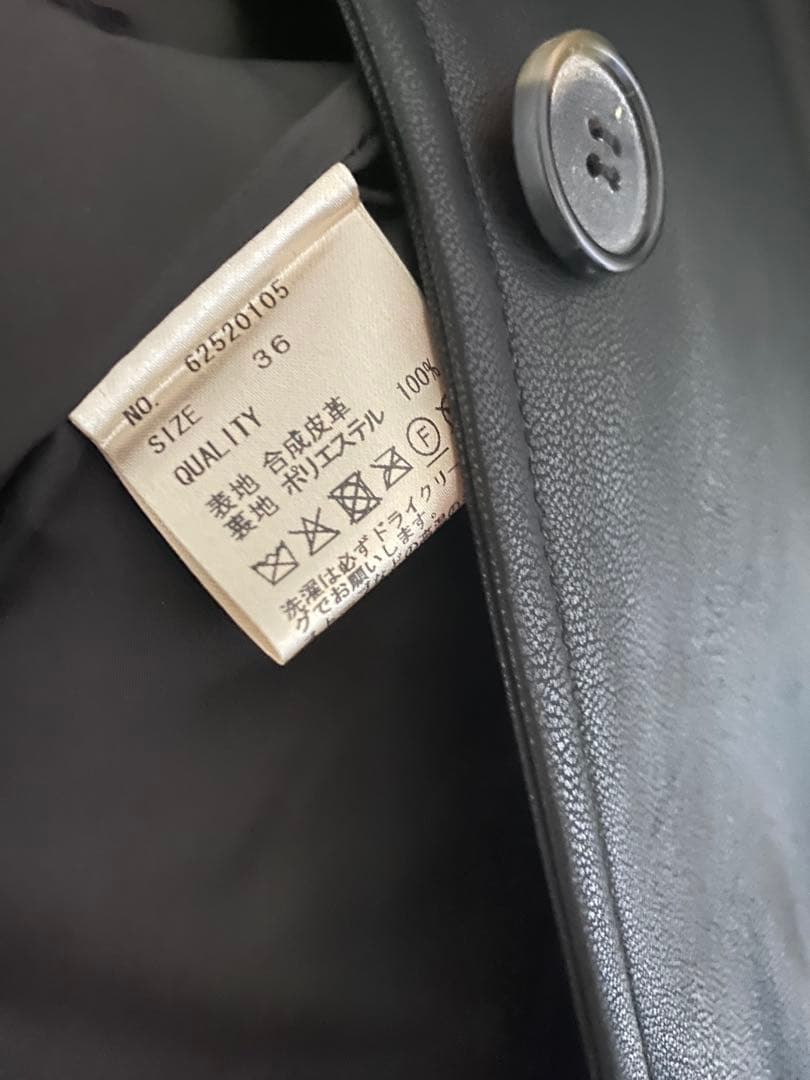 NO. 62520105
SIZE 36
QUALITY
表地 合成皮革
裏地 ポリエステル 100%
F
洗濯は必ずドライクリー
グでお願いします。